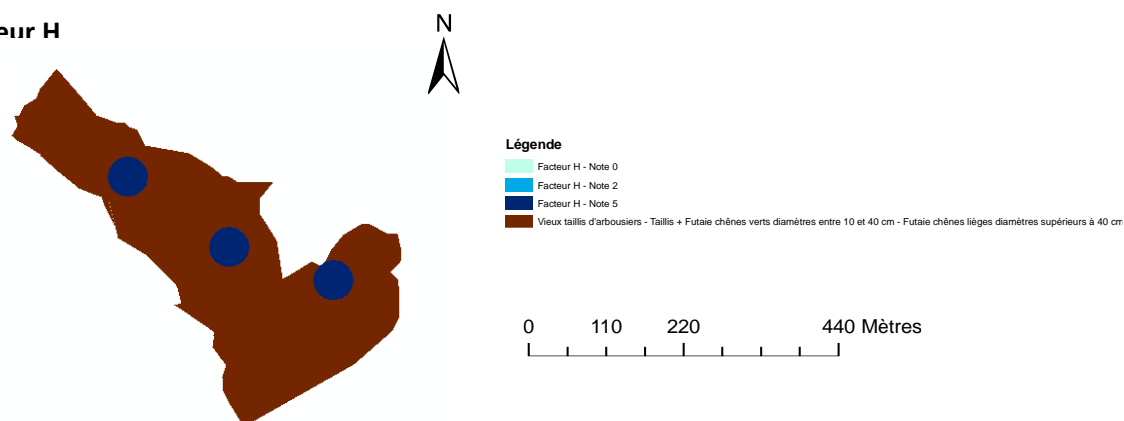 eur H
N
Légende
Facteur H - Note 0
Facteur H - Note 2
Facteur H - Note 5
Vieux taillis d'arbousiers - Taillis + Futaie chênes verts diamètres entre 10 et 40 cm - Futaie chênes lièges diamètres supérieurs à 40 cm
0 110 220 440 Mètres